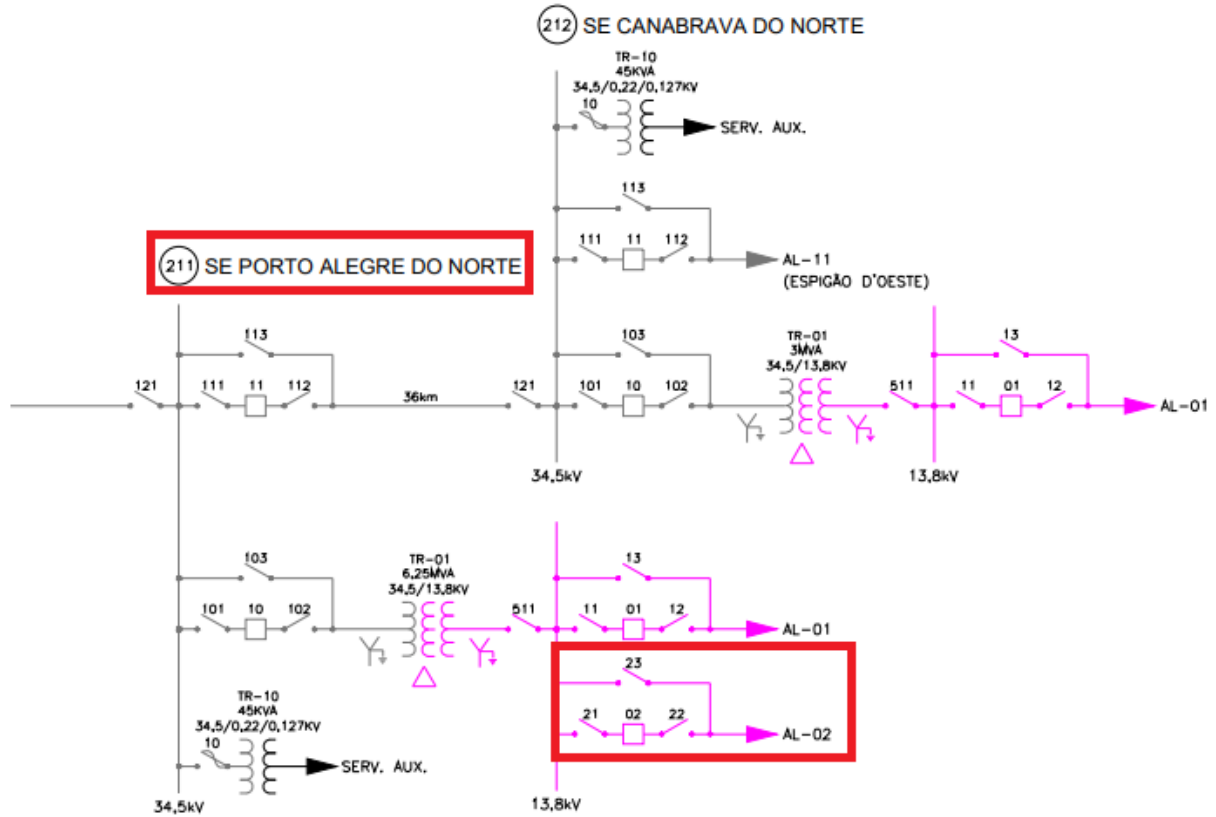 212 SE CANABRAVA DO NORTE
TR-10
45KVA
34,5/0,22/0,127KV
10
SERV. AUX.
113
111 11 112
AL-11
(ESPIGÃO D'OESTE)
211 SE PORTO ALEGRE DO NORTE
113
121 111 11 112
36km
103
121 101 10 102
TR-01
3MVA
34,5/13,8KV
13
511 11 01 12
AL-01
34,5kV
13,8kV
103
101 10 102
TR-01
6,25MVA
34,5/13,8KV
13
511 11 01 12
AL-01
23
21 02 22
AL-02
TR-10
45KVA
34,5/0,22/0,127KV
10
SERV. AUX.
34,5kV
13,8kV